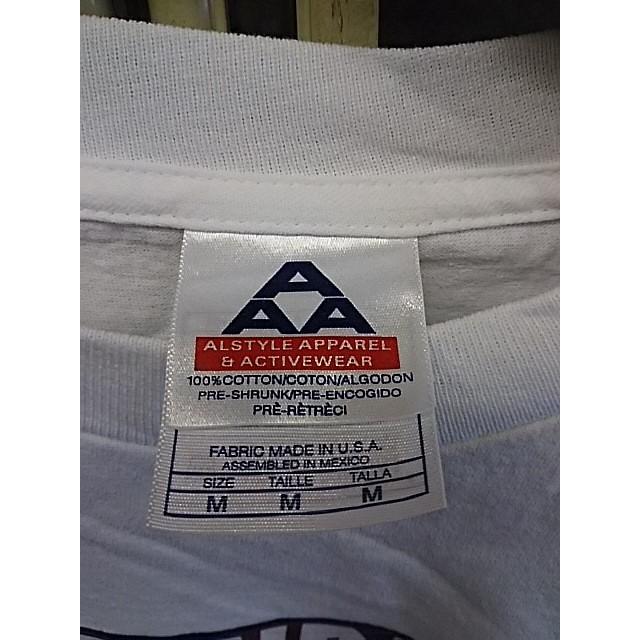 A
AAA
ALSTYLE APPAREL
& ACTIVEWEAR
100% COTTON/COTON/ALGODON
PRE-SHRUNK/PRE-ENCOGIDO
PRÈ-RÈTRÈCI
FABRIC MADE IN U.S.A.
ASSEMBLED IN MEXICO
SIZE TAILLE TALLA
M M M